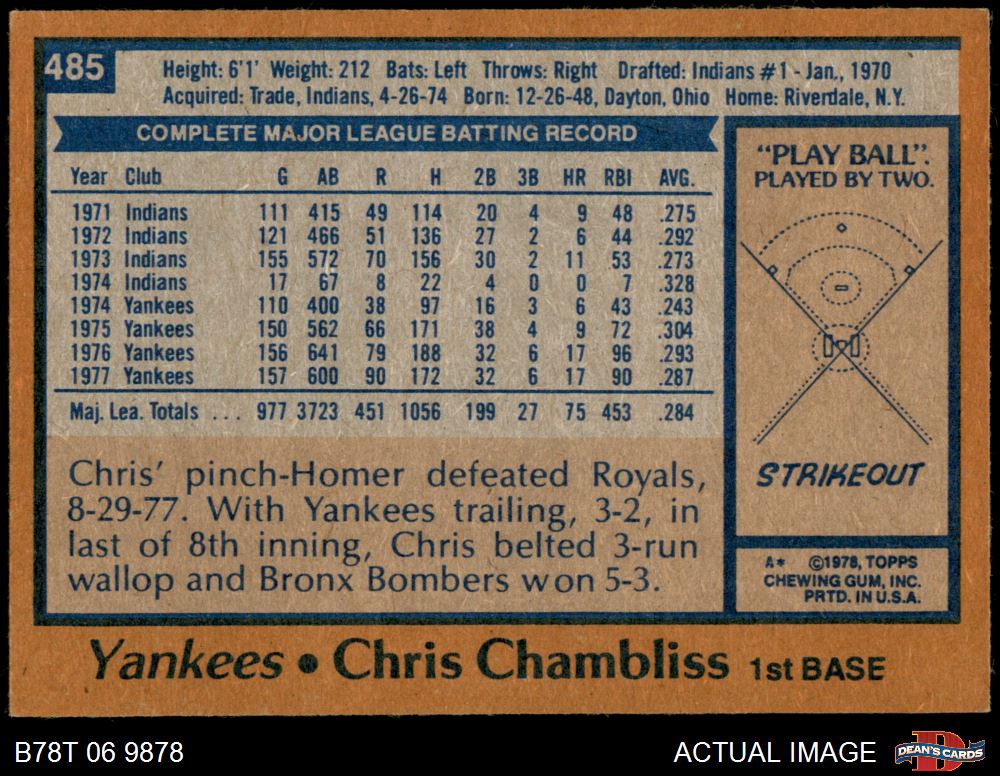 485
Height: 6'1' Weight: 212 Bats: Left Throws: Right Drafted: Indians #1 - Jan., 1970
Acquired: Trade, Indians, 4-26-74 Born: 12-26-48, Dayton, Ohio Home: Riverdale, N.Y.
COMPLETE MAJOR LEAGUE BATTING RECORD
Year Club G AB R H 2B 3B HR RBI AVG.
1971 Indians 111 415 49 114 20 4 9 48 .275
1972 Indians 121 466 51 136 27 2 6 44 .292
1973 Indians 155 572 70 156 30 2 11 53 .273
1974 Indians 17 67 8 22 4 0 0 7 .328
1974 Yankees 110 400 38 97 16 3 6 43 .243
1975 Yankees 150 562 66 171 38 4 9 72 .304
1976 Yankees 156 641 79 188 32 6 17 96 .293
1977 Yankees 157 600 90 172 32 6 17 90 .287
Maj. Lea. Totals ... 977 3723 451 1056 199 27 75 453 .284
Chris' pinch-Homer defeated Royals,
8-29-77. With Yankees trailing, 3-2, in
last of 8th inning, Chris belted 3-run
wallop and Bronx Bombers won 5-3.
"PLAY BALL".
PLAYED BY TWO.
STRIKEOUT
A* ©1978, TOPPS
CHEWING GUM, INC.
PRTD. IN U.S.A.
Yankees • Chris Chambliss 1st BASE
B78T 06 9878
ACTUAL IMAGE
D
DEAN'S CARDS